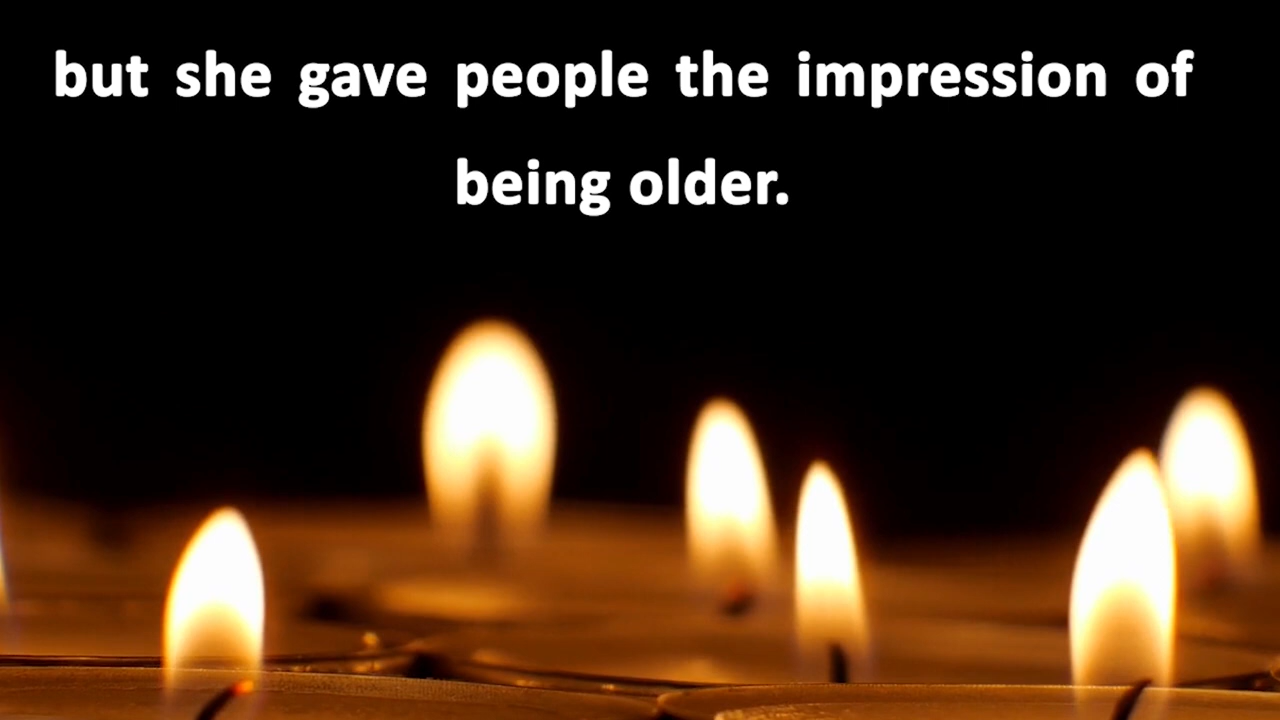 but she gave people the impression of
being older.